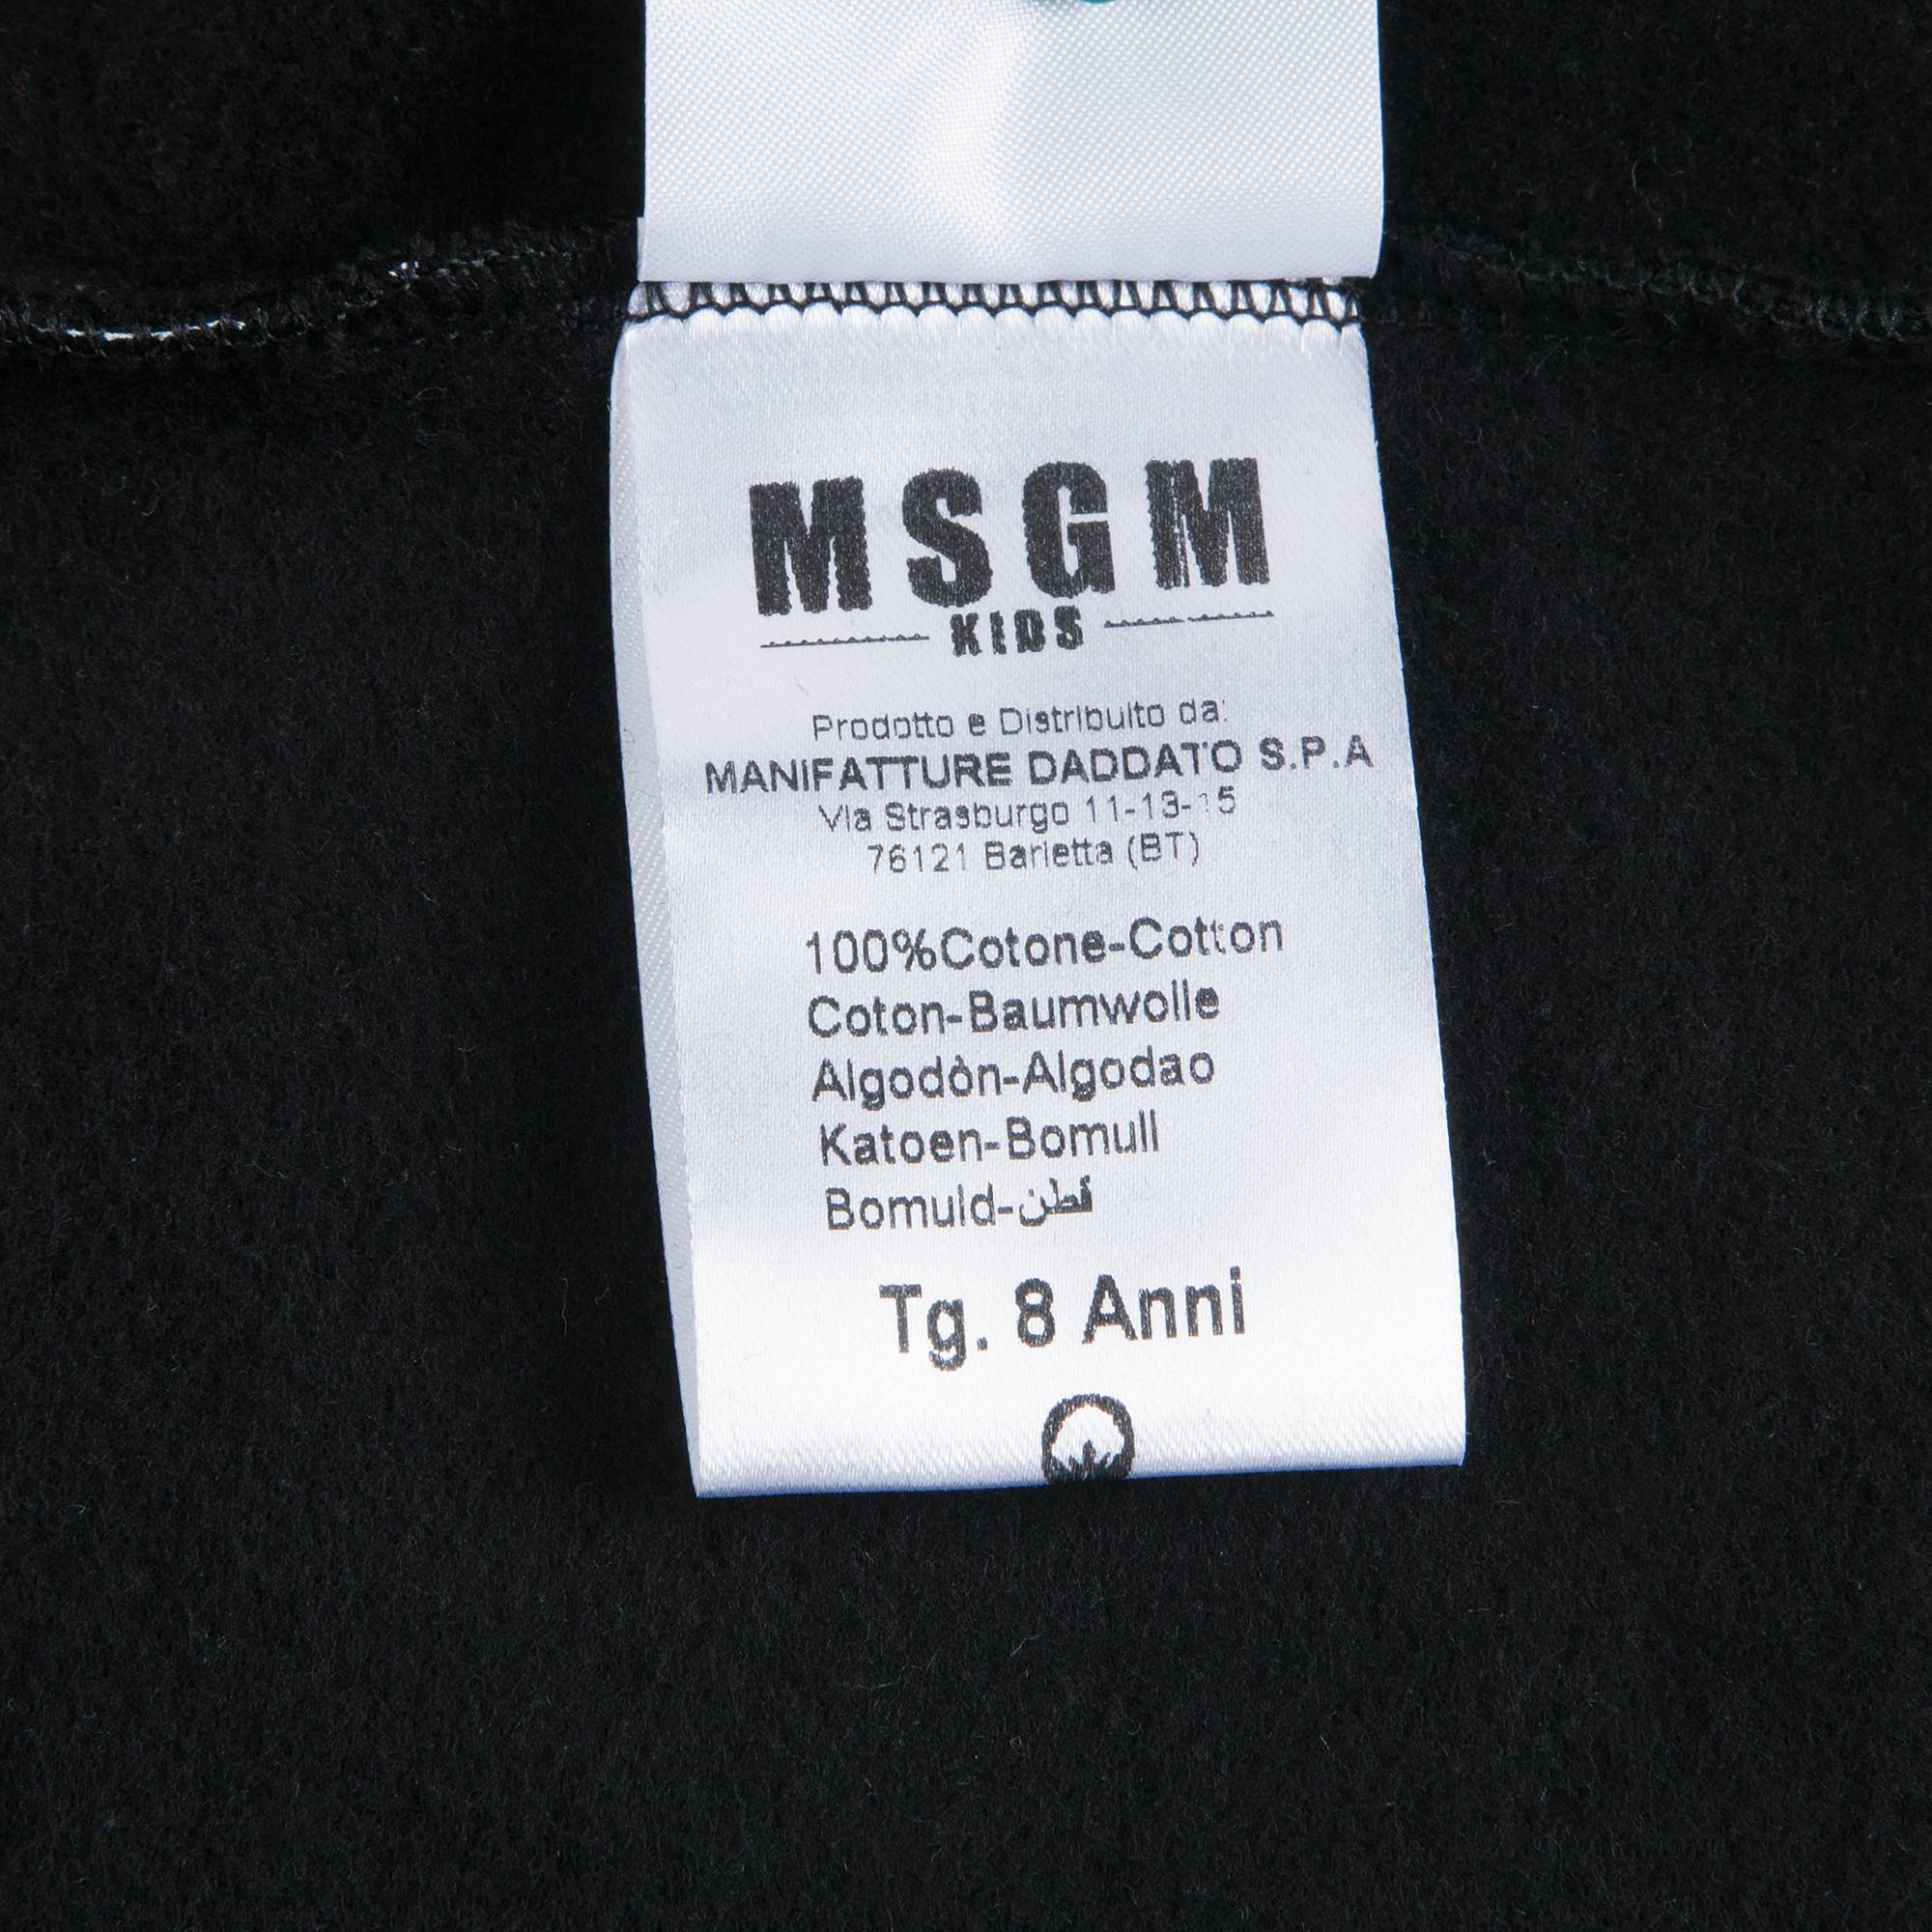 MSGM
KIDS
Prodotto e Distribuito da:
MANIFATTURE DADDATO S.P.A
Via Strasburgo 11-13-15
76121 Barletta (BT)
100%Cotone-Cotton
Coton-Baumwolle
Algodòn-Algodao
Katoen-Bomull
Bomuld-قطن
Tg. 8 Anni